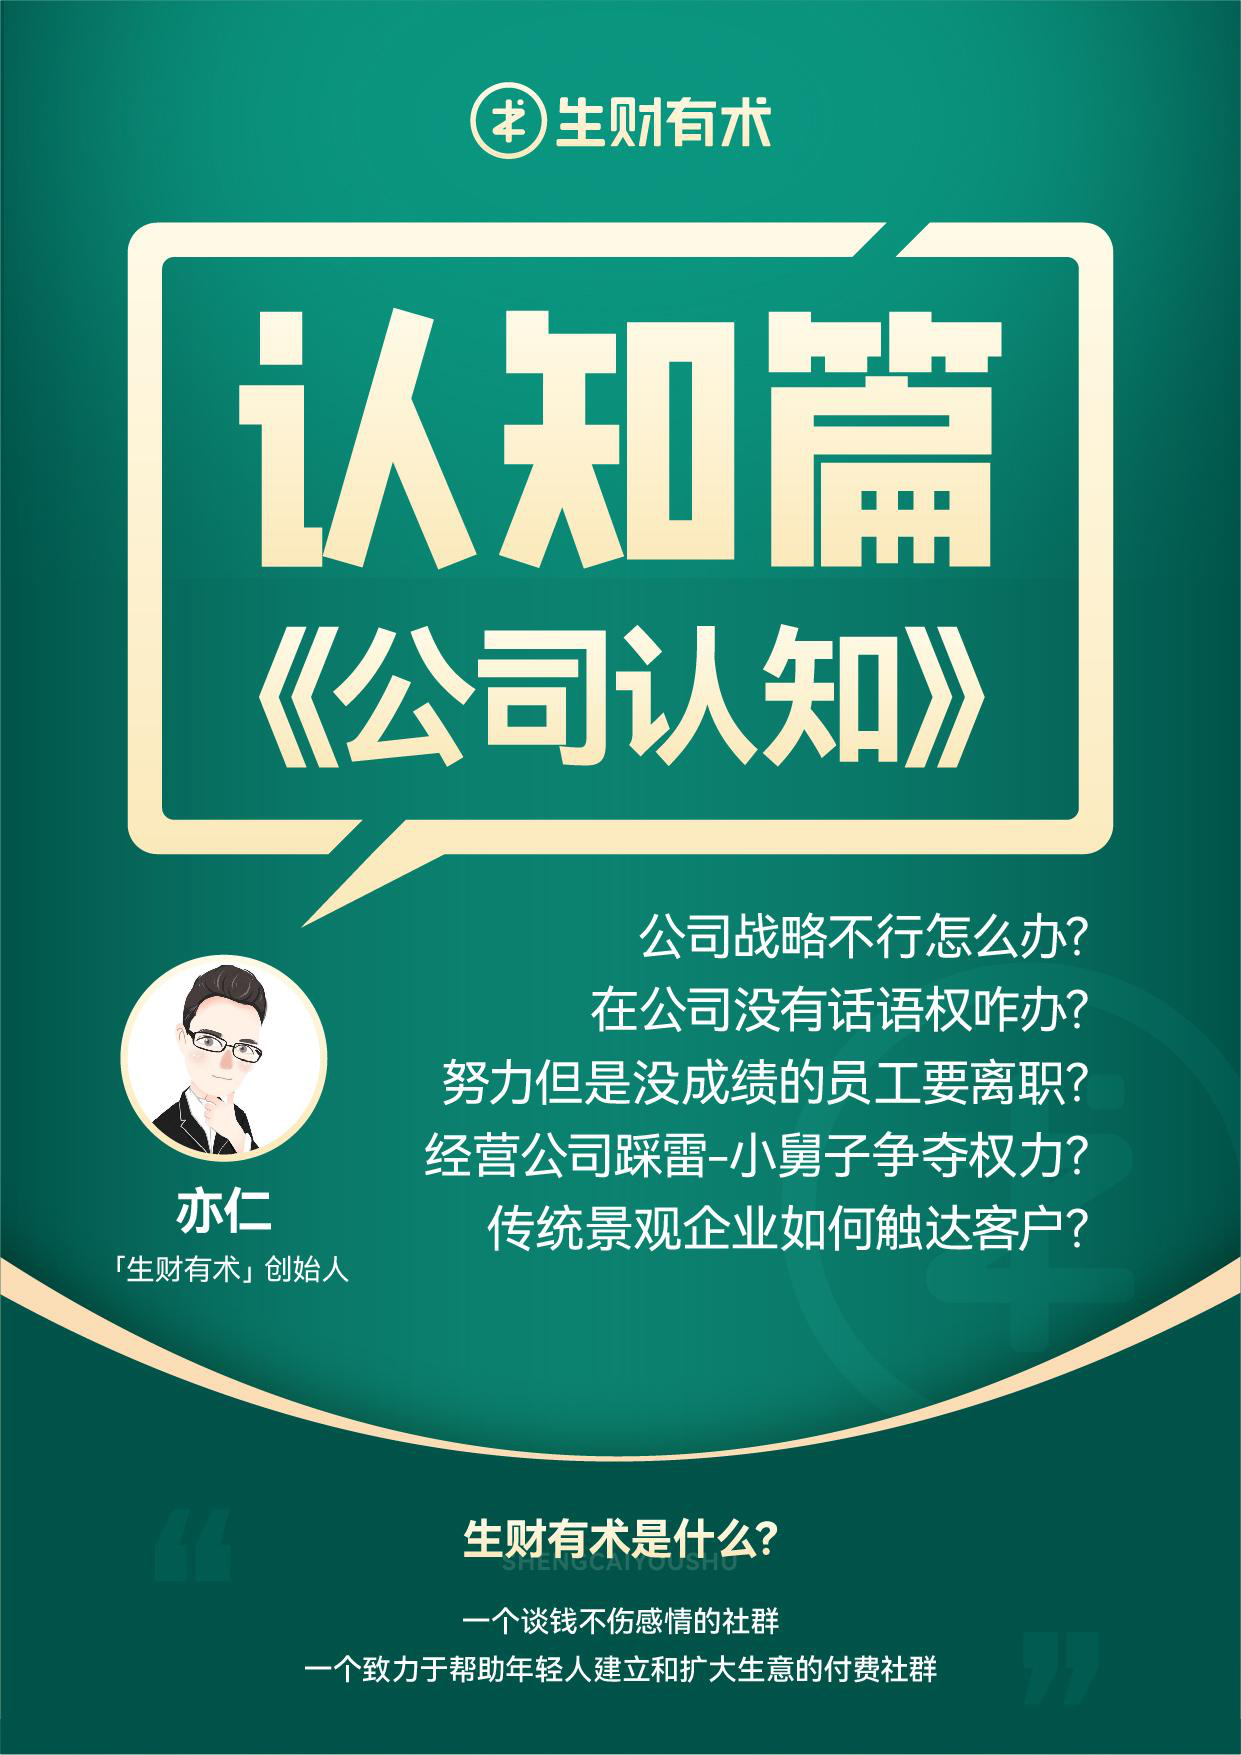 生财有术
认知篇
《公司认知》
公司战略不行怎么办？
在公司没有话语权咋办？
努力但是没成绩的员工要离职？
经营公司踩雷-小舅子争夺权力？
传统景观企业如何触达客户？
亦仁
「生财有术」创始人
生财有术是什么？
SHENGCAIYOUSHU
一个谈钱不伤感情的社群
一个致力于帮助年轻人建立和扩大生意的付费社群